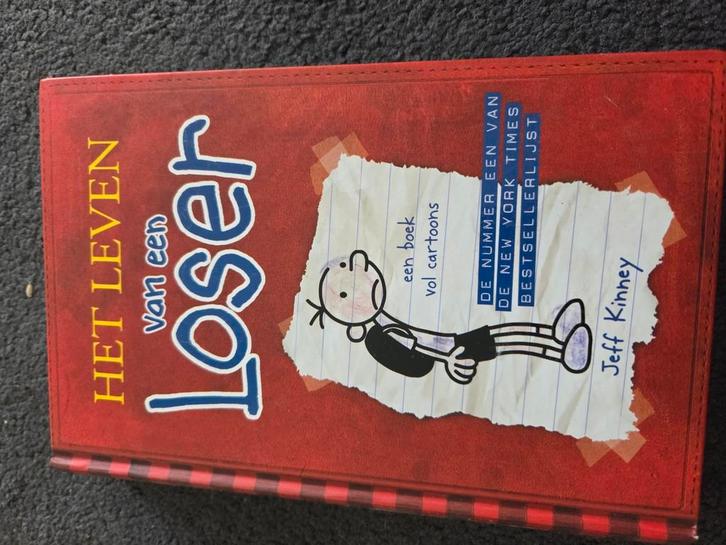 HET LEVEN
van een
Loser
een boek
vol cartoons
DE NUMMER EEN VAN
DE NEW YORK TIMES
BESTSELLERLIJST
Jeff Kinney